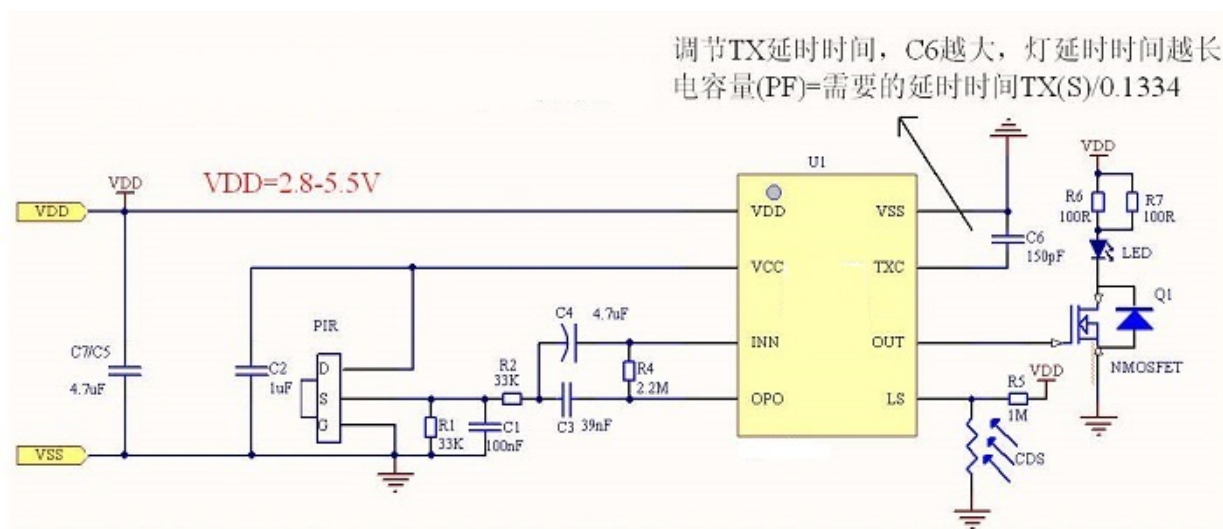 调节TX延时时间，C6越大，灯延时时间越长
电容量(PF)=需要的延时时间TX(S)/0.1334
VDD=2.8-5.5V
VDD
VDD
C7/C5
4.7uF
VSS
C2
1uF
PIR
D
S
G
R1
33K
C1
100nF
R2
33K
C4
4.7uF
C3
39nF
R4
2.2M
U1
VDD
VCC
INN
OPO
VSS
TXC
OUT
LS
C6
150pF
VDD
R6
100R
R7
100R
LED
Q1
NMOSFET
R5
1M
VDD
CDS